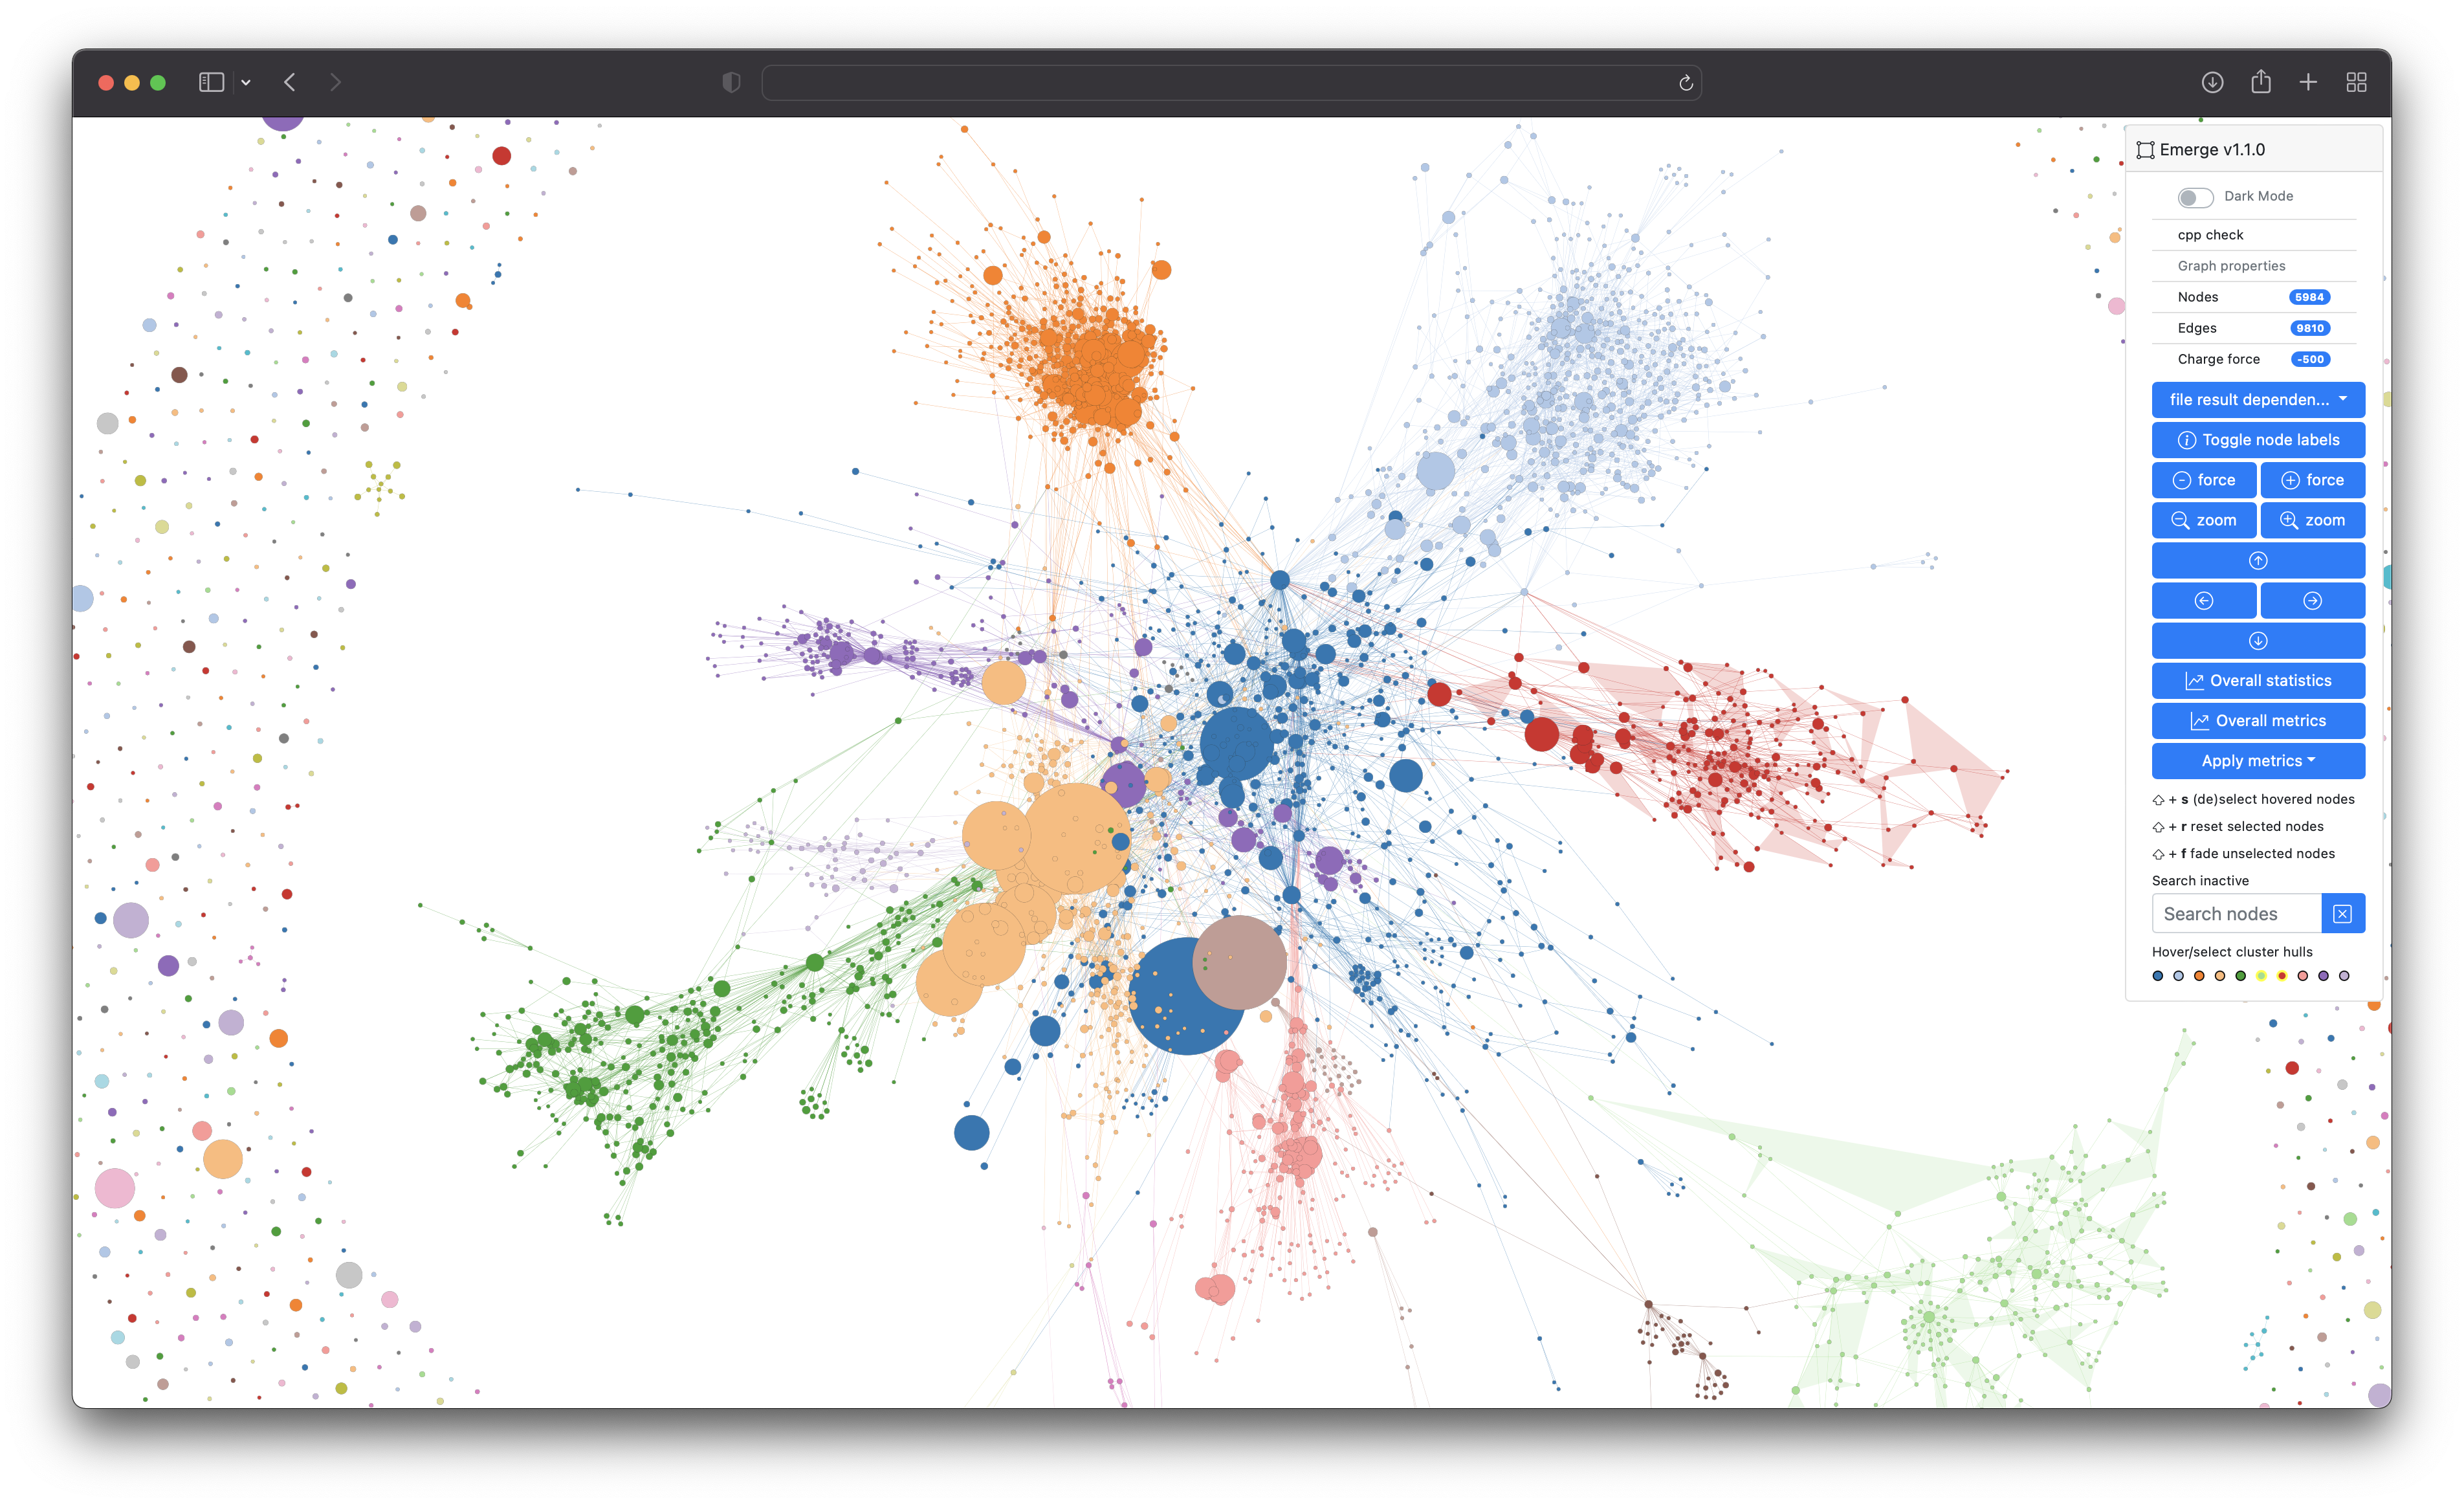 Emerge v1.1.0
Dark Mode
cpp check
Graph properties
Nodes 5984
Edges 9810
Charge force -500
file result dependen...
Toggle node labels
force force
zoom zoom
Overall statistics
Overall metrics
Apply metrics
⇧ + s (de)select hovered nodes
⇧ + r reset selected nodes
⇧ + f fade unselected nodes
Search inactive
Search nodes
Hover/select cluster hulls